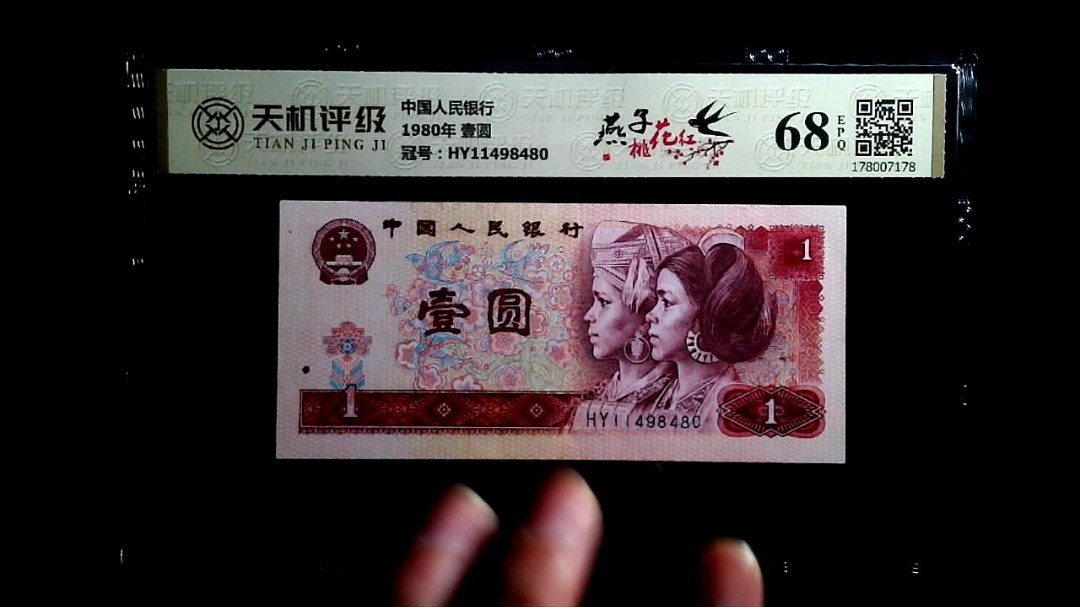 天机评级
TIAN JI PING JI
中国人民银行
1980年 壹圆
冠号：HY11498480
燕子
桃花红
68
EPQ
178007178
中國人民銀行
1
壹圆
1
HY11498480
1